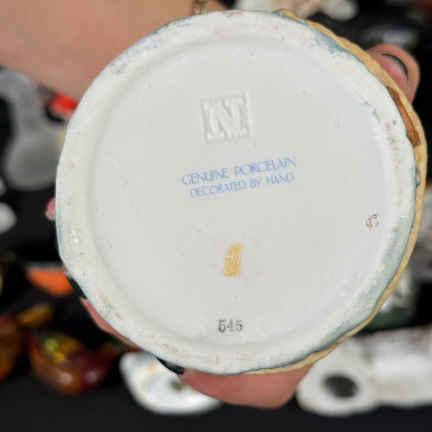 N
GENUINE PORCELAIN
DECORATED BY HAND
545